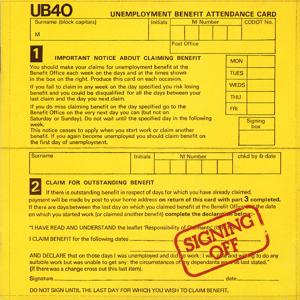 UB40 UNEMPLOYMENT BENEFIT ATTENDANCE CARD
Surname (block capitals) Initials NI Number CODOT No.
M
Post Office
1 IMPORTANT NOTICE ABOUT CLAIMING BENEFIT
You should make your claims for unemployment benefit at the
Benefit Office each week on the days and at the times shown
in the box on the right. Produce this card on each occasion.
If you fail to claim in any week on the day specified you risk losing
benefit and you could be disqualified for all the days between your
last claim and the day you next claim.
If you do miss claiming benefit on the day specified go to the
Benefit Office on the very next day you can (but not on
Saturday or Sunday). Do not wait until the specified day in the following
week.
This notice ceases to apply when you start work or claim another
benefit. If you again become unemployed you should claim benefit
on the first day of unemployment.
MON
TUES
WEDS
THUR
FRI
Signing
box
Surname Initials NI Number child by & date
2 CLAIM FOR OUTSTANDING BENEFIT
If there is outstanding benefit in respect of days for which you have already claimed,
payment will be made by post to your home address on return of this card with part 3 completed.
If there are days between the last day on which you claimed benefit at the Benefit Office and the date
on which you started work (or claimed another benefit) complete the declaration below:
"I HAVE READ AND UNDERSTAND the leaflet 'Responsibility of Claimants'
I CLAIM BENEFIT for the following dates
AND DECLARE that on those days I was unemployed and did no work; I was able and willing to do any
suitable work but was unable to get any; the circumstances of my dependants were as last stated."
(If there was a change cross out this last item).
Signature date
DO NOT SIGN UNTIL THE LAST DAY FOR WHICH YOU WISH TO CLAIM BENEFIT,
SIGNING
OFF